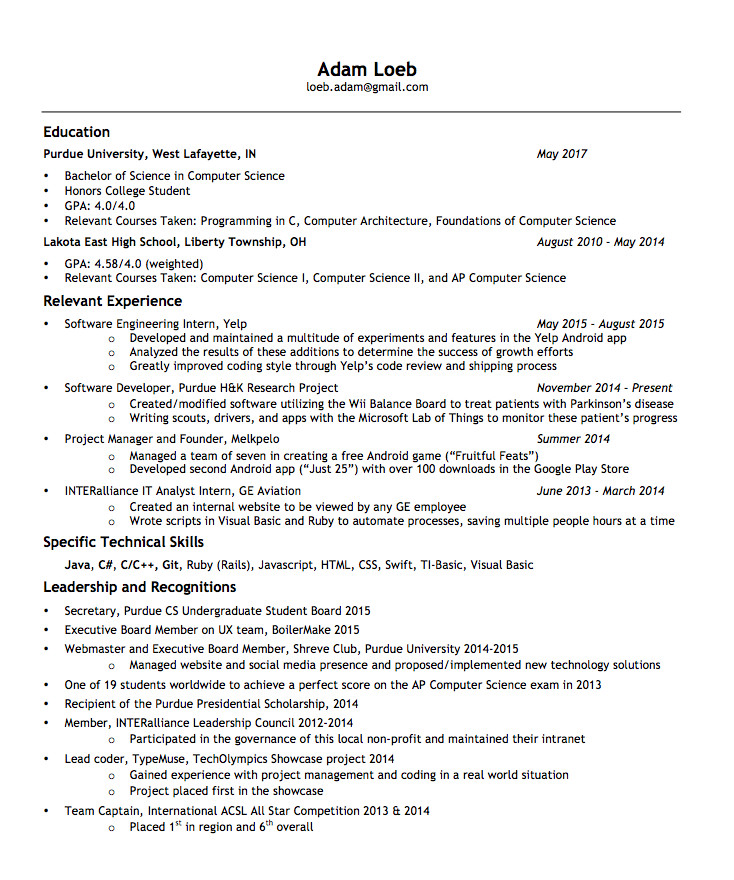 Adam Loeb
loeb.adam@gmail.com
Education
Purdue University, West Lafayette, IN May 2017
• Bachelor of Science in Computer Science
• Honors College Student
• GPA: 4.0/4.0
• Relevant Courses Taken: Programming in C, Computer Architecture, Foundations of Computer Science
Lakota East High School, Liberty Township, OH August 2010 - May 2014
• GPA: 4.58/4.0 (weighted)
• Relevant Courses Taken: Computer Science I, Computer Science II, and AP Computer Science
Relevant Experience
• Software Engineering Intern, Yelp May 2015 - August 2015
o Developed and maintained a multitude of experiments and features in the Yelp Android app
o Analyzed the results of these additions to determine the success of growth efforts
o Greatly improved coding style through Yelp’s code review and shipping process
• Software Developer, Purdue H&K Research Project November 2014 - Present
o Created/modified software utilizing the Wii Balance Board to treat patients with Parkinson’s disease
o Writing scouts, drivers, and apps with the Microsoft Lab of Things to monitor these patient’s progress
• Project Manager and Founder, Melkpelo Summer 2014
o Managed a team of seven in creating a free Android game (“Fruitful Feats”)
o Developed second Android app (“Just 25”) with over 100 downloads in the Google Play Store
• INTERalliance IT Analyst Intern, GE Aviation June 2013 - March 2014
o Created an internal website to be viewed by any GE employee
o Wrote scripts in Visual Basic and Ruby to automate processes, saving multiple people hours at a time
Specific Technical Skills
Java, C#, C/C++, Git, Ruby (Rails), Javascript, HTML, CSS, Swift, TI-Basic, Visual Basic
Leadership and Recognitions
• Secretary, Purdue CS Undergraduate Student Board 2015
• Executive Board Member on UX team, BoilerMake 2015
• Webmaster and Executive Board Member, Shreve Club, Purdue University 2014-2015
o Managed website and social media presence and proposed/implemented new technology solutions
• One of 19 students worldwide to achieve a perfect score on the AP Computer Science exam in 2013
• Recipient of the Purdue Presidential Scholarship, 2014
• Member, INTERalliance Leadership Council 2012-2014
o Participated in the governance of this local non-profit and maintained their intranet
• Lead coder, TypeMuse, TechOlympics Showcase project 2014
o Gained experience with project management and coding in a real world situation
o Project placed first in the showcase
• Team Captain, International ACSL All Star Competition 2013 & 2014
o Placed 1st in region and 6th overall